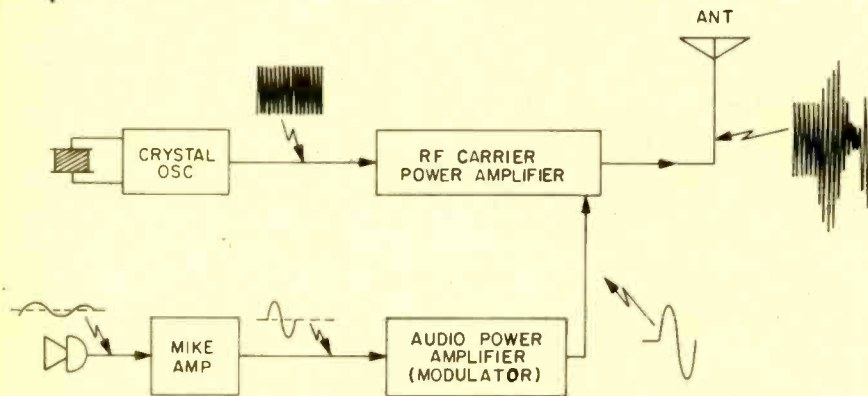 ANT
CRYSTAL
OSC
RF CARRIER
POWER AMPLIFIER
MIKE
AMP
AUDIO POWER
AMPLIFIER
(MODULATOR)